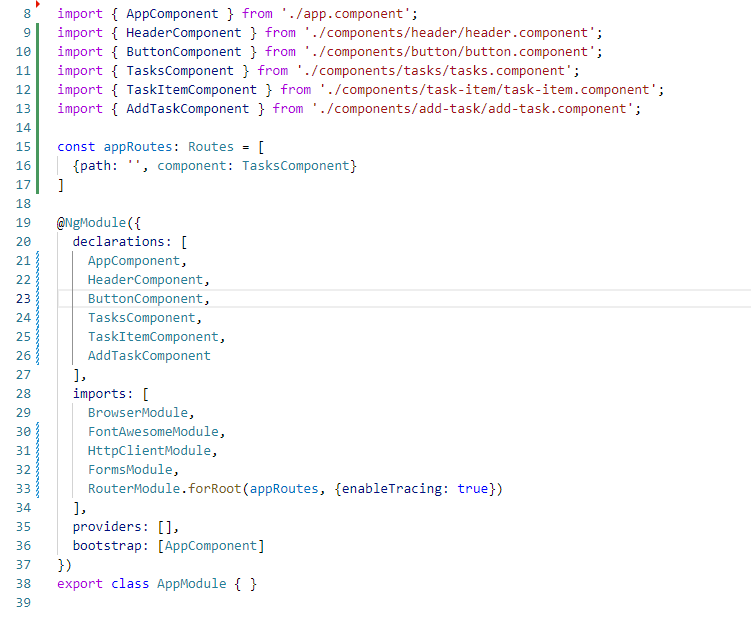 8 import { AppComponent } from './app.component';
9 import { HeaderComponent } from './components/header/header.component';
10 import { ButtonComponent } from './components/button/button.component';
11 import { TasksComponent } from './components/tasks/tasks.component';
12 import { TaskItemComponent } from './components/task-item/task-item.component';
13 import { AddTaskComponent } from './components/add-task/add-task.component';
14
15 const appRoutes: Routes = [
16   {path: '', component: TasksComponent}
17 ]
18
19 @NgModule({
20   declarations: [
21     AppComponent,
22     HeaderComponent,
23     ButtonComponent,
24     TasksComponent,
25     TaskItemComponent,
26     AddTaskComponent
27   ],
28   imports: [
29     BrowserModule,
30     FontAwesomeModule,
31     HttpClientModule,
32     FormsModule,
33     RouterModule.forRoot(appRoutes, {enableTracing: true})
34   ],
35   providers: [],
36   bootstrap: [AppComponent]
37 })
38 export class AppModule { }
39